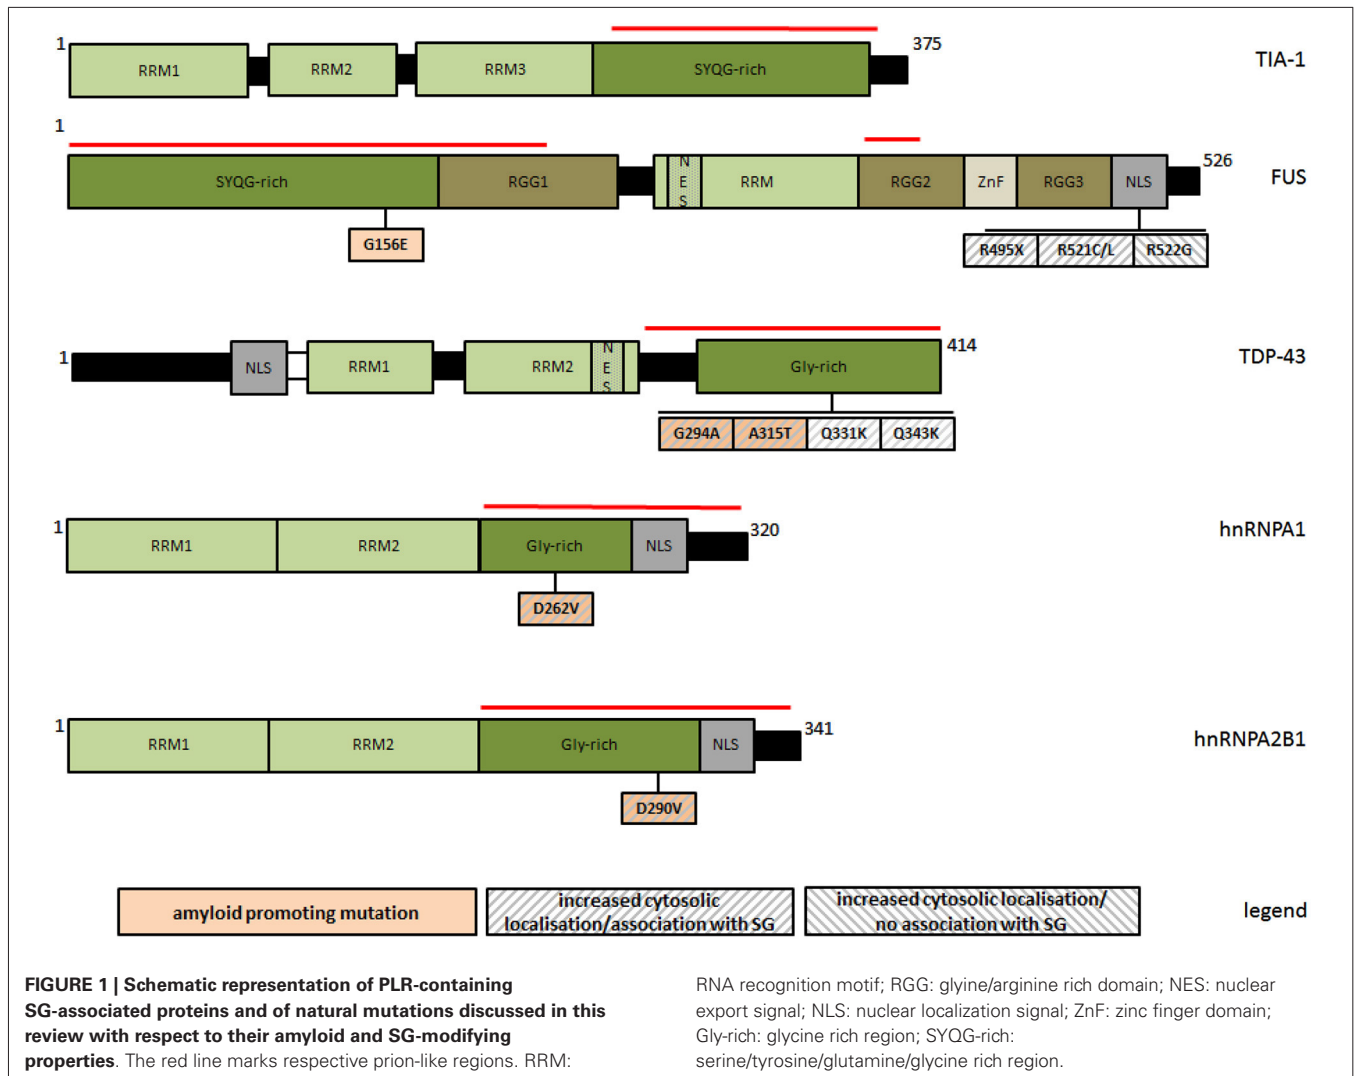 1
RRM1
RRM2
RRM3
SYQG-rich
375
TIA-1
1
SYQG-rich
RGG1
NES
RRM
RGG2
ZnF
RGG3
NLS
526
FUS
G156E
R495X
R521C/L
R522G
1
NLS
RRM1
RRM2
NES
Gly-rich
414
TDP-43
G294A
A315T
Q331K
Q343K
1
RRM1
RRM2
Gly-rich
NLS
320
hnRNPA1
D262V
1
RRM1
RRM2
Gly-rich
NLS
341
hnRNPA2B1
D290V
amyloid promoting mutation
increased cytosolic
localisation/association with SG
increased cytosolic localisation/
no association with SG
legend
FIGURE 1 | Schematic representation of PLR-containing
SG-associated proteins and of natural mutations discussed in this
review with respect to their amyloid and SG-modifying
properties. The red line marks respective prion-like regions. RRM:
RNA recognition motif; RGG: glyine/arginine rich domain; NES: nuclear
export signal; NLS: nuclear localization signal; ZnF: zinc finger domain;
Gly-rich: glycine rich region; SYQG-rich:
serine/tyrosine/glutamine/glycine rich region.